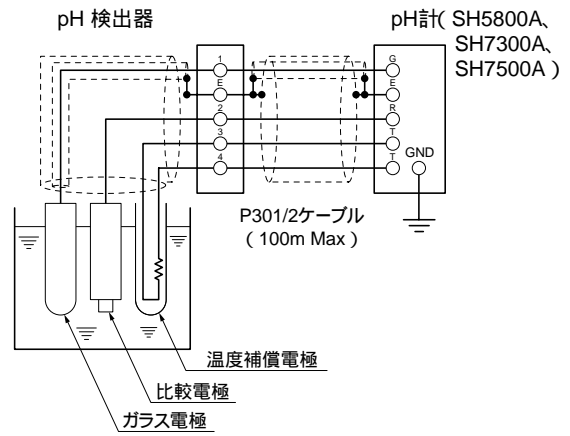 pH 検出器
pH計( SH5800A、
SH7300A、
SH7500A )
1
E
2
3
4
G
E
R
T
T
GND
P301/2ケーブル
( 100m Max )
温度補償電極
比較電極
ガラス電極